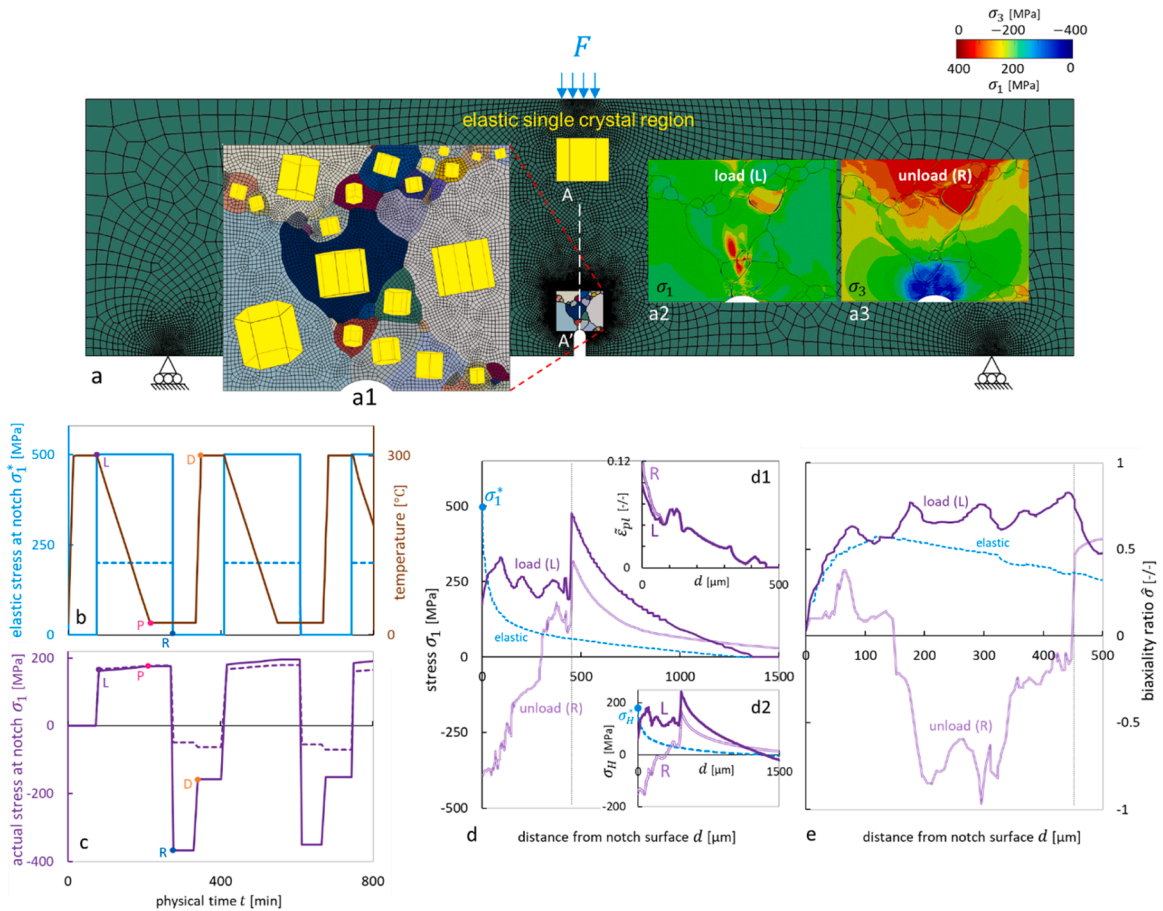 σ3 [MPa]
0 −200 −400
400 200 0
σ1 [MPa]
F
elastic single crystal region
load (L)
unload (R)
A
A'
σ1
σ3
a
a1
a2
a3
elastic stress at notch σ1* [MPa]
500
250
0
L
D
P
R
b
300
0
temperature [°C]
actual stress at notch σ1 [MPa]
200
0
-200
-400
L
P
D
R
c
0 400 800
physical time t [min]
stress σ1 [MPa]
500
250
0
-250
-500
σ1*
load (L)
elastic
unload (R)
0 500 1000 1500
d
distance from notch surface d [μm]
d1
0.12
0
ε̃pl [-/-]
R
L
0 500
d [μm]
d2
200
0
-200
σH [MPa]
σH*
L
R
0 1500
d [μm]
load (L)
elastic
unload (R)
1
0.5
0
-0.5
-1
biaxiality ratio σ̂ [-/-]
0 100 200 300 400 500
e
distance from notch surface d [μm]